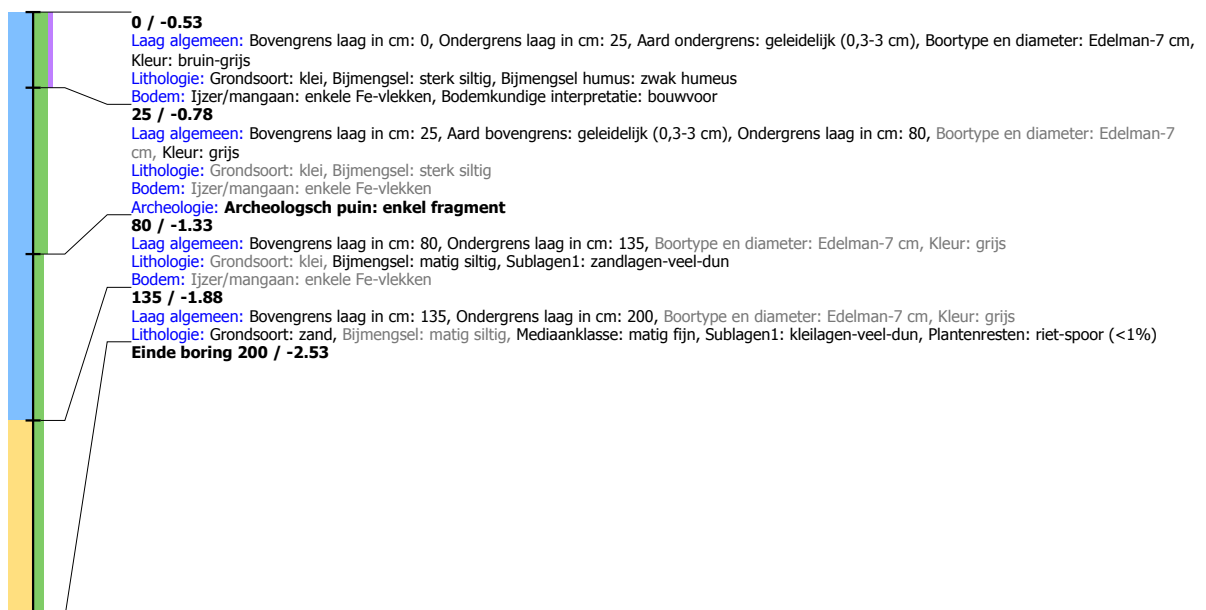 0 / -0.53
Laag algemeen: Bovengrens laag in cm: 0, Ondergrens laag in cm: 25, Aard ondergrens: geleidelijk (0,3-3 cm), Boortype en diameter: Edelman-7 cm,
Kleur: bruin-grijs
Lithologie: Grondsoort: klei, Bijmengsel: sterk siltig, Bijmengsel humus: zwak humeus
Bodem: Ijzer/mangaan: enkele Fe-vlekken, Bodemkundige interpretatie: bouwvoor
25 / -0.78
Laag algemeen: Bovengrens laag in cm: 25, Aard bovengrens: geleidelijk (0,3-3 cm), Ondergrens laag in cm: 80, Boortype en diameter: Edelman-7
cm, Kleur: grijs
Lithologie: Grondsoort: klei, Bijmengsel: sterk siltig
Bodem: Ijzer/mangaan: enkele Fe-vlekken
Archeologie: Archeologsch puin: enkel fragment
80 / -1.33
Laag algemeen: Bovengrens laag in cm: 80, Ondergrens laag in cm: 135, Boortype en diameter: Edelman-7 cm, Kleur: grijs
Lithologie: Grondsoort: klei, Bijmengsel: matig siltig, Sublagen1: zandlagen-veel-dun
Bodem: Ijzer/mangaan: enkele Fe-vlekken
135 / -1.88
Laag algemeen: Bovengrens laag in cm: 135, Ondergrens laag in cm: 200, Boortype en diameter: Edelman-7 cm, Kleur: grijs
Lithologie: Grondsoort: zand, Bijmengsel: matig siltig, Mediaanklasse: matig fijn, Sublagen1: kleilagen-veel-dun, Plantenresten: riet-spoor (<1%)
Einde boring 200 / -2.53